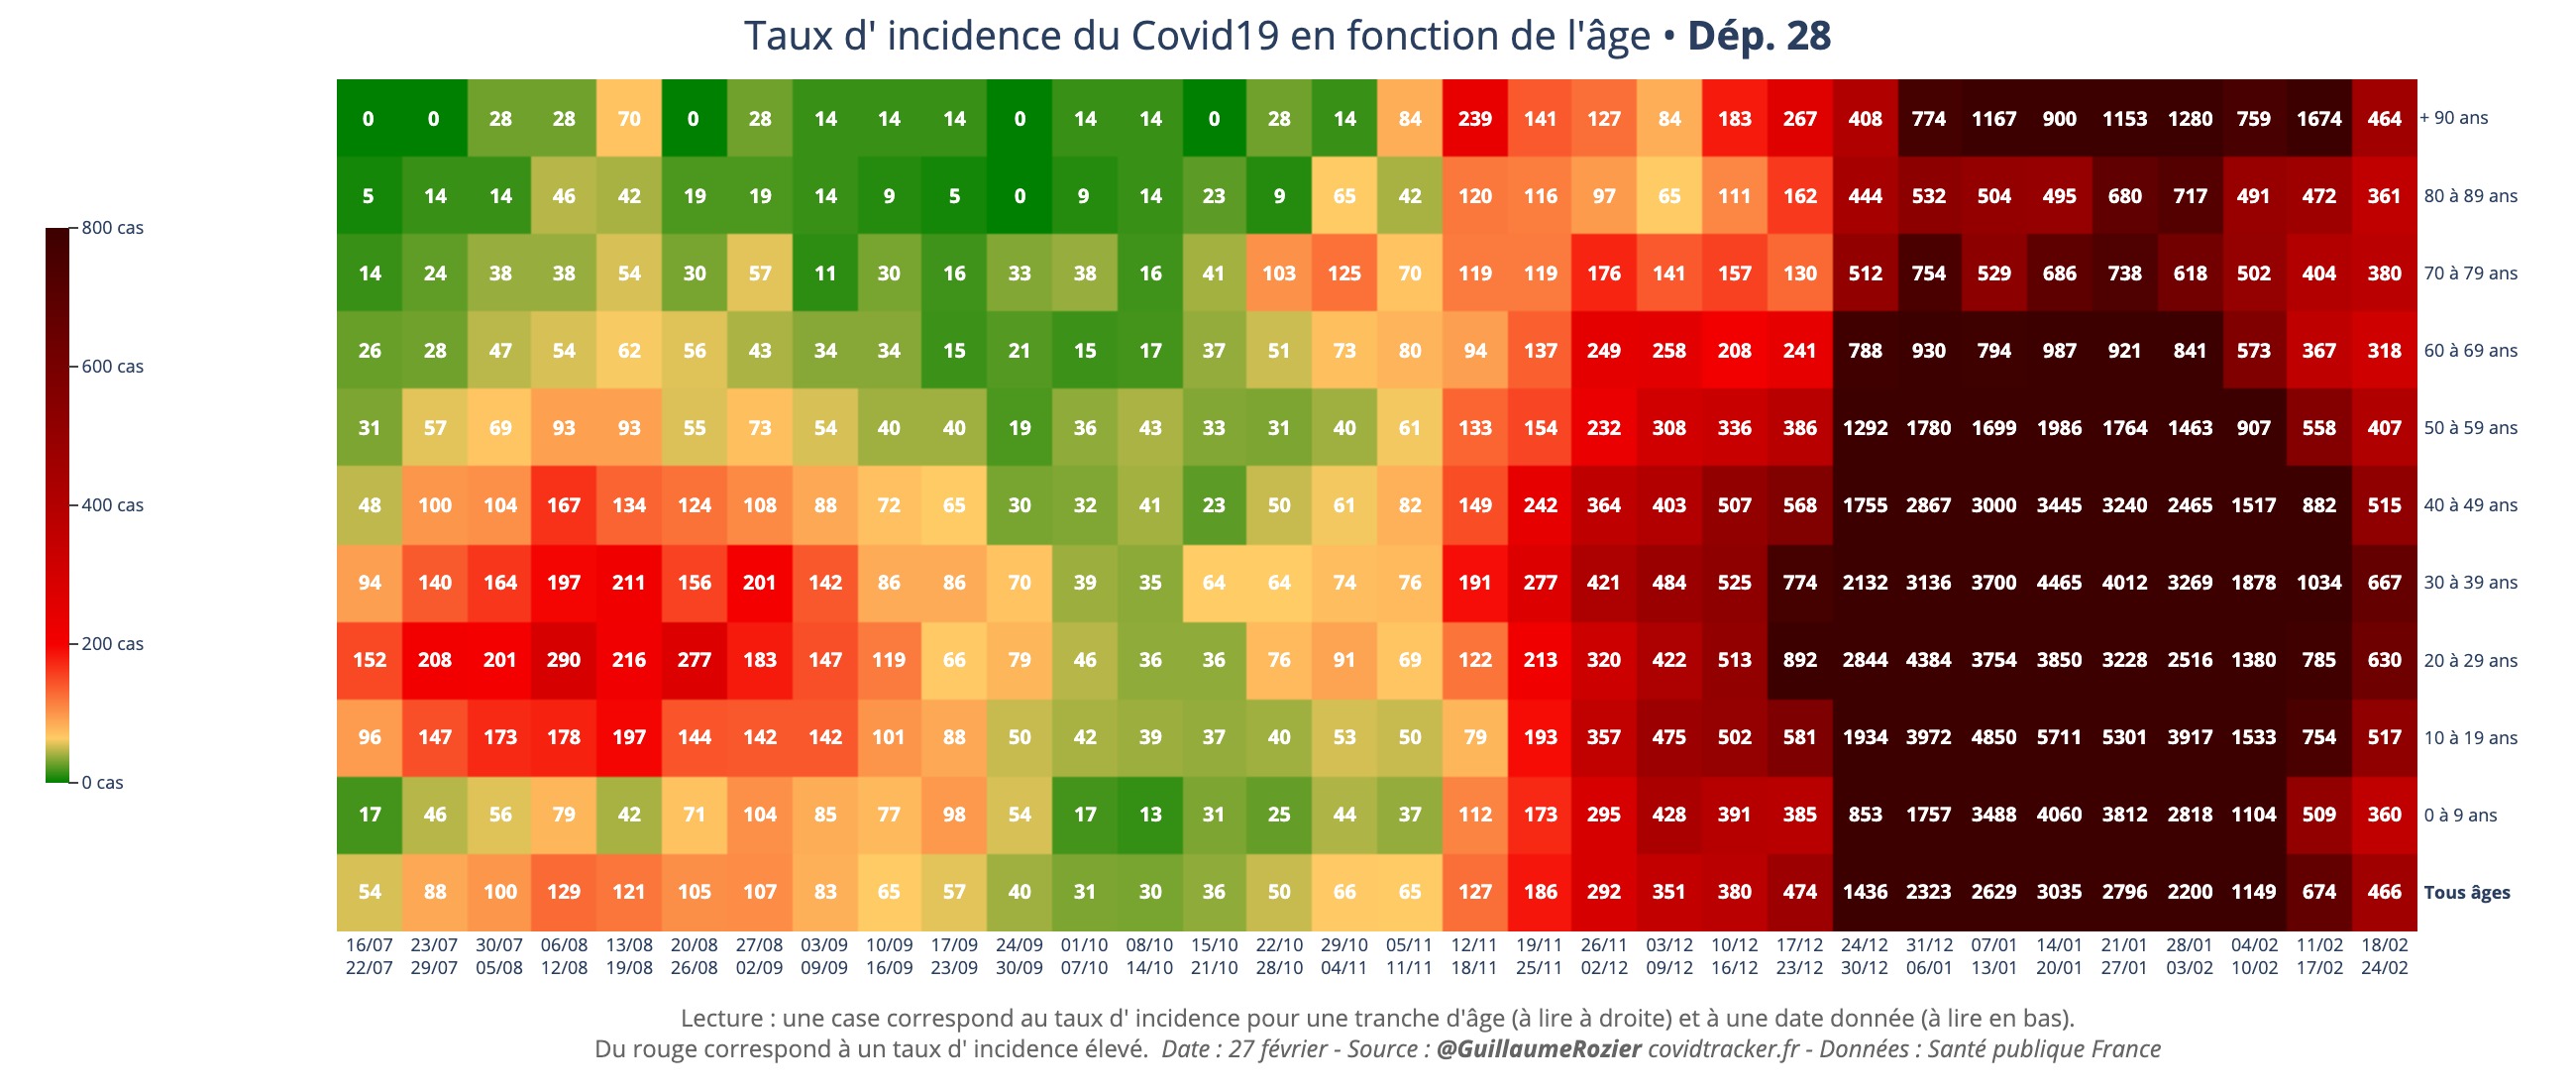 Taux d' incidence du Covid19 en fonction de l'âge • Dép. 28
0 0 28 28 70 0 28 14 14 14 0 14 14 0 28 14 84 239 141 127 84 183 267 408 774 1167 900 1153 1280 759 1674 464 + 90 ans
5 14 14 46 42 19 19 14 9 5 0 9 14 23 9 65 42 120 116 97 65 111 162 444 532 504 495 680 717 491 472 361 80 à 89 ans
800 cas
14 24 38 38 54 30 57 11 30 16 33 38 16 41 103 125 70 119 119 176 141 157 130 512 754 529 686 738 618 502 404 380 70 à 79 ans
26 28 47 54 62 56 43 34 34 15 21 15 17 37 51 73 80 94 137 249 258 208 241 788 930 794 987 921 841 573 367 318 60 à 69 ans
600 cas
31 57 69 93 93 55 73 54 40 40 19 36 43 33 31 40 61 133 154 232 308 336 386 1292 1780 1699 1986 1764 1463 907 558 407 50 à 59 ans
400 cas
48 100 104 167 134 124 108 88 72 65 30 32 41 23 50 61 82 149 242 364 403 507 568 1755 2867 3000 3445 3240 2465 1517 882 515 40 à 49 ans
94 140 164 197 211 156 201 142 86 86 70 39 35 64 64 74 76 191 277 421 484 525 774 2132 3136 3700 4465 4012 3269 1878 1034 667 30 à 39 ans
200 cas
152 208 201 290 216 277 183 147 119 66 79 46 36 36 76 91 69 122 213 320 422 513 892 2844 4384 3754 3850 3228 2516 1380 785 630 20 à 29 ans
96 147 173 178 197 144 142 142 101 88 50 42 39 37 40 53 50 79 193 357 475 502 581 1934 3972 4850 5711 5301 3917 1533 754 517 10 à 19 ans
0 cas
17 46 56 79 42 71 104 85 77 98 54 17 13 31 25 44 37 112 173 295 428 391 385 853 1757 3488 4060 3812 2818 1104 509 360 0 à 9 ans
54 88 100 129 121 105 107 83 65 57 40 31 30 36 50 66 65 127 186 292 351 380 474 1436 2323 2629 3035 2796 2200 1149 674 466 Tous âges
16/07 23/07 30/07 06/08 13/08 20/08 27/08 03/09 10/09 17/09 24/09 01/10 08/10 15/10 22/10 29/10 05/11 12/11 19/11 26/11 03/12 10/12 17/12 24/12 31/12 07/01 14/01 21/01 28/01 04/02 11/02 18/02
22/07 29/07 05/08 12/08 19/08 26/08 02/09 09/09 16/09 23/09 30/09 07/10 14/10 21/10 28/10 04/11 11/11 18/11 25/11 02/12 09/12 16/12 23/12 30/12 06/01 13/01 20/01 27/01 03/02 10/02 17/02 24/02
Lecture : une case correspond au taux d' incidence pour une tranche d'âge (à lire à droite) et à une date donnée (à lire en bas).
Du rouge correspond à un taux d' incidence élevé. Date : 27 février - Source : @GuillaumeRozier covidtracker.fr - Données : Santé publique France